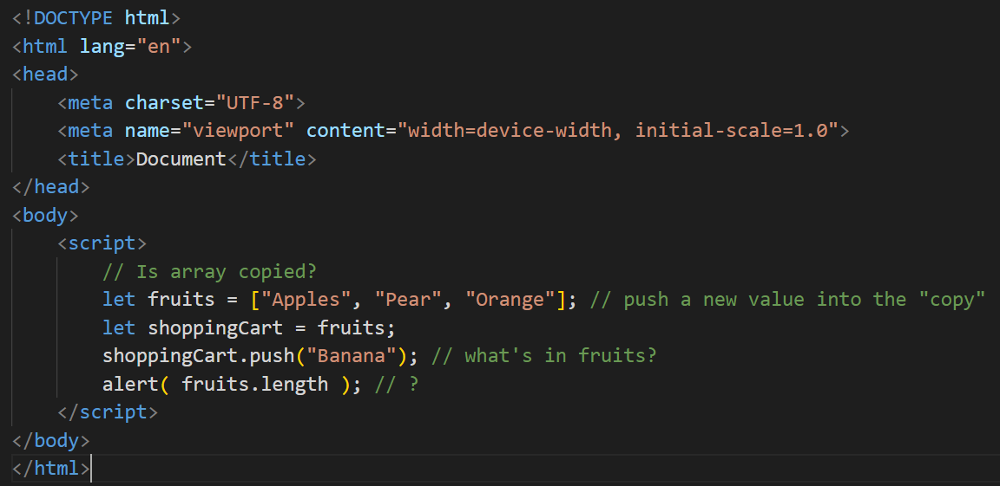 <!DOCTYPE html>
<html lang="en">
<head>
    <meta charset="UTF-8">
    <meta name="viewport" content="width=device-width, initial-scale=1.0">
    <title>Document</title>
</head>
<body>
    <script>
        // Is array copied?
        let fruits = ["Apples", "Pear", "Orange"]; // push a new value into the "copy"
        let shoppingCart = fruits;
        shoppingCart.push("Banana"); // what's in fruits?
        alert( fruits.length ); // ?
    </script>
</body>
</html>